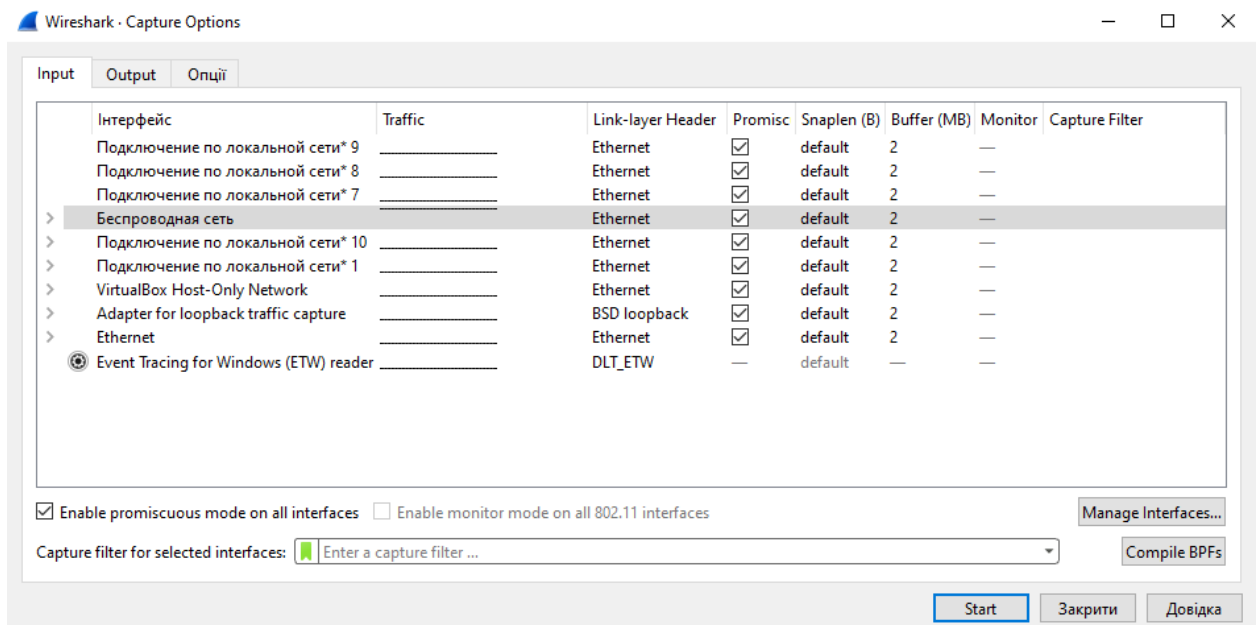 Wireshark · Capture Options
Input Output Опції
Інтерфейс Traffic Link-layer Header Promisc Snaplen (B) Buffer (MB) Monitor Capture Filter
Подключение по локальной сети* 9 Ethernet default 2 —
Подключение по локальной сети* 8 Ethernet default 2 —
Подключение по локальной сети* 7 Ethernet default 2 —
Беспроводная сеть Ethernet default 2 —
Подключение по локальной сети* 10 Ethernet default 2 —
Подключение по локальной сети* 1 Ethernet default 2 —
VirtualBox Host-Only Network Ethernet default 2 —
Adapter for loopback traffic capture BSD loopback default 2 —
Ethernet Ethernet default 2 —
Event Tracing for Windows (ETW) reader DLT_ETW — default — —
Enable promiscuous mode on all interfaces Enable monitor mode on all 802.11 interfaces Manage Interfaces...
Capture filter for selected interfaces: Enter a capture filter ... Compile BPFs
Start Закрити Довідка